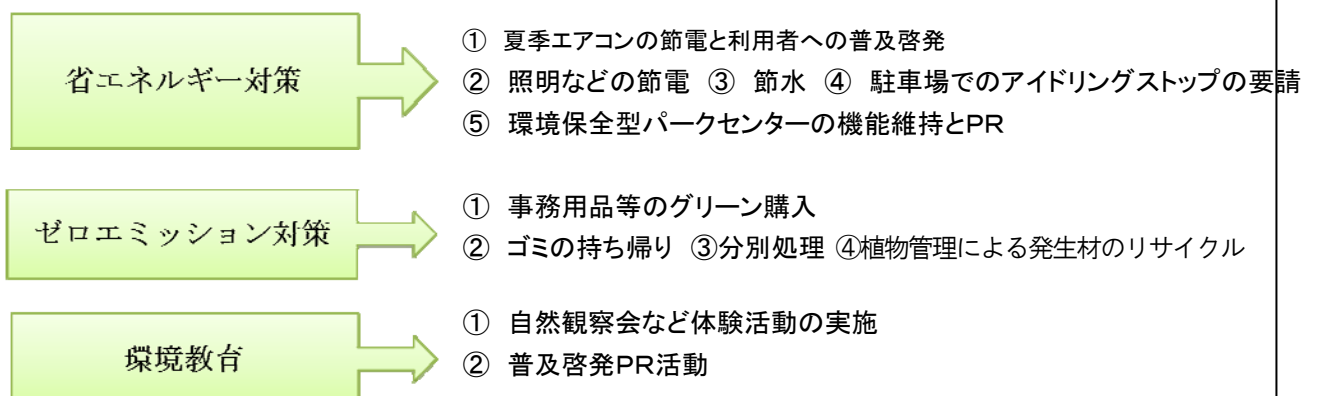 省エネルギー対策
① 夏季エアコンの節電と利用者への普及啓発
② 照明などの節電 ③ 節水 ④ 駐車場でのアイドリングストップの要請
⑤ 環境保全型パークセンターの機能維持とPR
ゼロエミッション対策
① 事務用品等のグリーン購入
② ゴミの持ち帰り ③分別処理 ④植物管理による発生材のリサイクル
環境教育
① 自然観察会など体験活動の実施
② 普及啓発PR活動